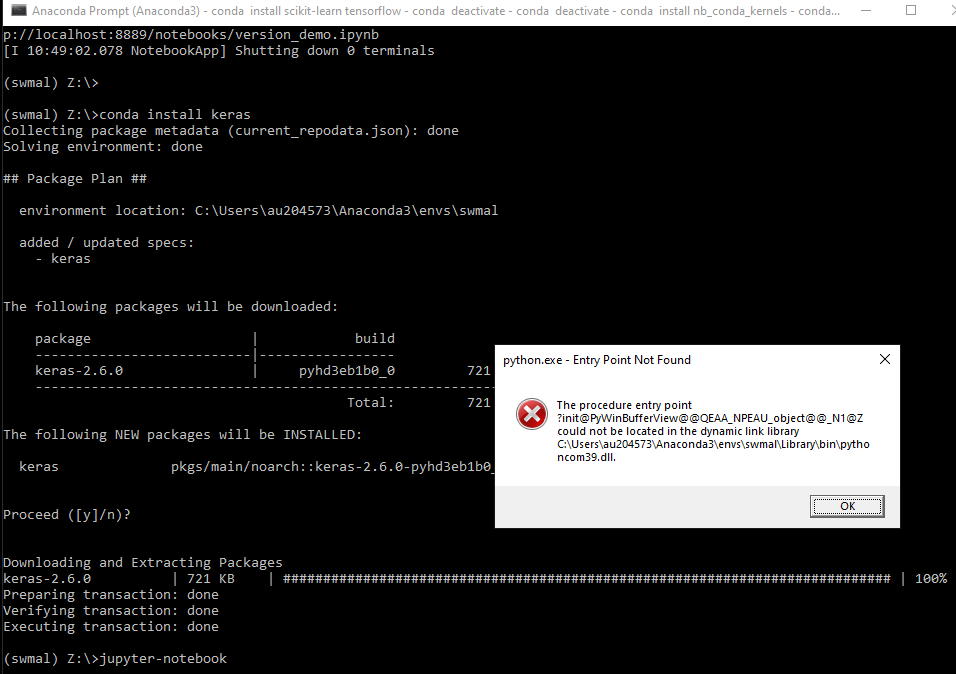 Anaconda Prompt (Anaconda3) - conda  install scikit-learn tensorflow - conda  deactivate - conda  deactivate - conda  install nb_conda_kernels - conda...
p://localhost:8889/notebooks/version_demo.ipynb
[I 10:49:02.078 NotebookApp] Shutting down 0 terminals
(swmal) Z:\>
(swmal) Z:\>conda install keras
Collecting package metadata (current_repodata.json): done
Solving environment: done
## Package Plan ##
environment location: C:\Users\au204573\Anaconda3\envs\swmal
added / updated specs:
- keras
The following packages will be downloaded:
package                    |            build
---------------------------|-----------------
keras-2.6.0                |     pyhd3eb1b0_0         721
Total:         721
The following NEW packages will be INSTALLED:
keras              pkgs/main/noarch::keras-2.6.0-pyhd3eb1b0_
Proceed ([y]/n)?
Downloading and Extracting Packages
keras-2.6.0          | 721 KB    | ############################################################################ | 100%
Preparing transaction: done
Verifying transaction: done
Executing transaction: done
(swmal) Z:\>jupyter-notebook
python.exe - Entry Point Not Found
The procedure entry point
?init@PyWinBufferView@@QEAA_NPEAU_object@@_N1@Z
could not be located in the dynamic link library
C:\Users\au204573\Anaconda3\envs\swmal\Library\bin\pytho
ncom39.dll.
OK